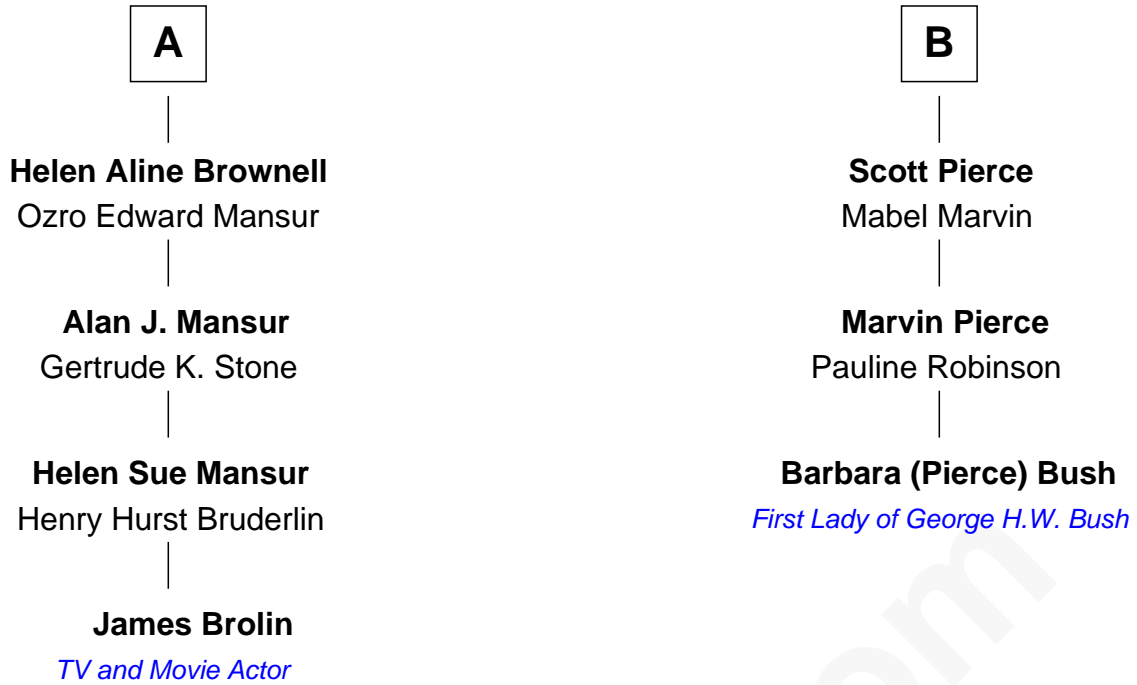 A
Helen Aline Brownell
Ozro Edward Mansur
Alan J. Mansur
Gertrude K. Stone
Helen Sue Mansur
Henry Hurst Bruderlin
James Brolin
TV and Movie Actor
B
Scott Pierce
Mabel Marvin
Marvin Pierce
Pauline Robinson
Barbara (Pierce) Bush
First Lady of George H.W. Bush
om